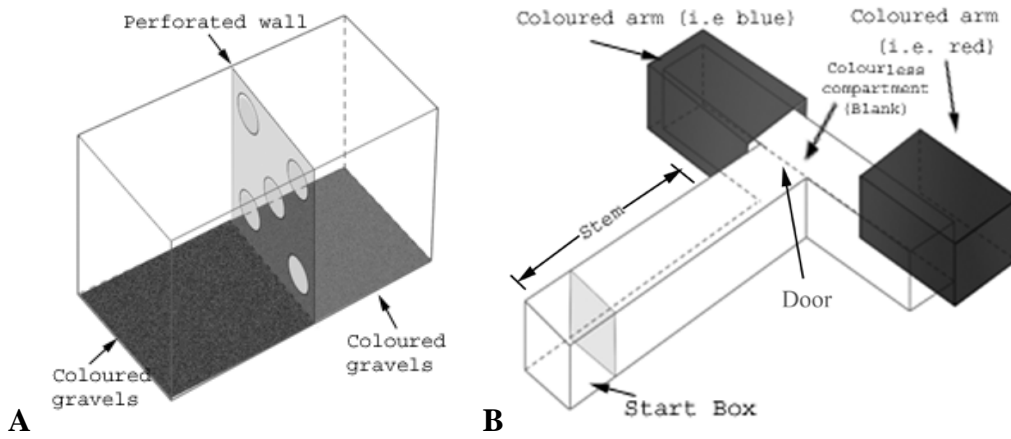 Perforated wall
Coloured
gravels
Coloured
gravels
A
Coloured arm (i.e blue}
Coloured arm
(i.e. red}
Colourless
compartment
(Blank)
Stem
Door
Start Box
B